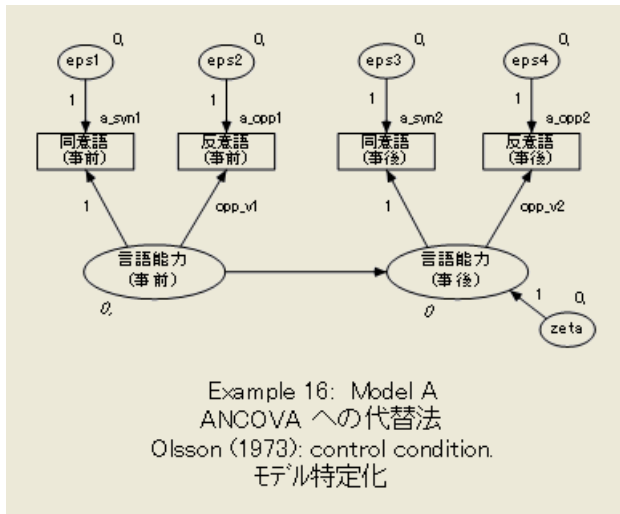 0,
0,
0,
0,
eps1
eps2
eps3
eps4
1
1
1
1
a_syn1
a_opp1
a_syn2
a_opp2
同意語
(事前)
反意語
(事前)
同意語
(事後)
反意語
(事後)
1
opp_v1
1
opp_v2
言語能力
(事前)
言語能力
(事後)
0,
0
1
0,
zeta
Example 16: Model A
ANCOVA への代替法
Olsson (1973): control condition.
モデル特定化